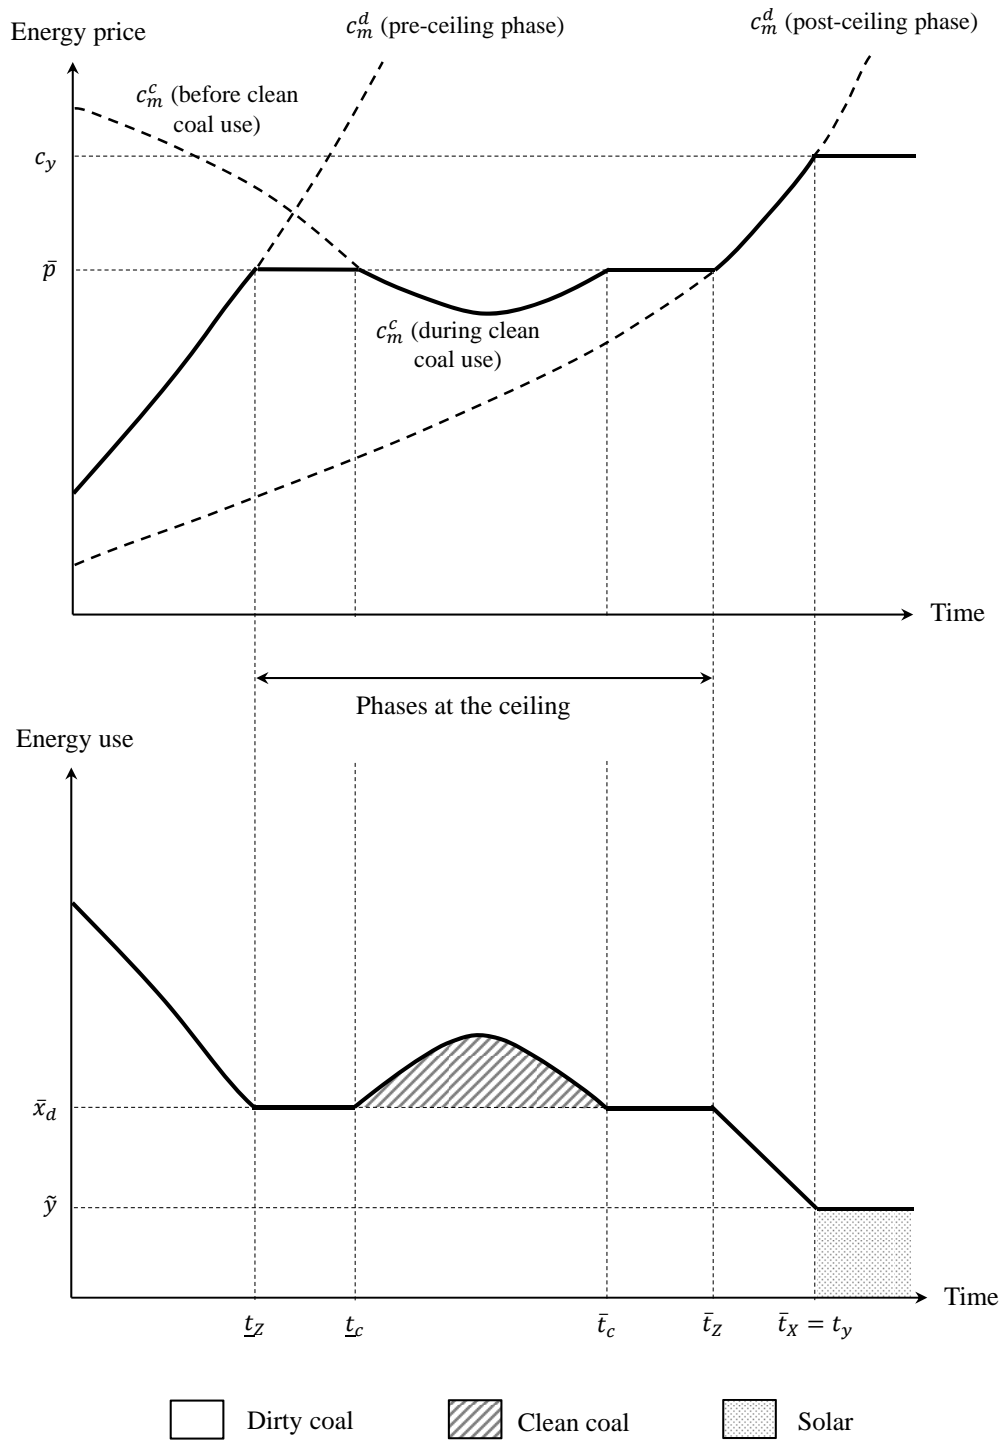 Energy price
c_m^d (pre-ceiling phase)
c_m^d (post-ceiling phase)
c_m^c (before clean
coal use)
c_y
p̄
c_m^c (during clean
coal use)
Time
Phases at the ceiling
Energy use
x̄_d
ỹ
Time
t̲_Z
t̲_c
t̄_c
t̄_Z
t̄_X = t_y
Dirty coal
Clean coal
Solar